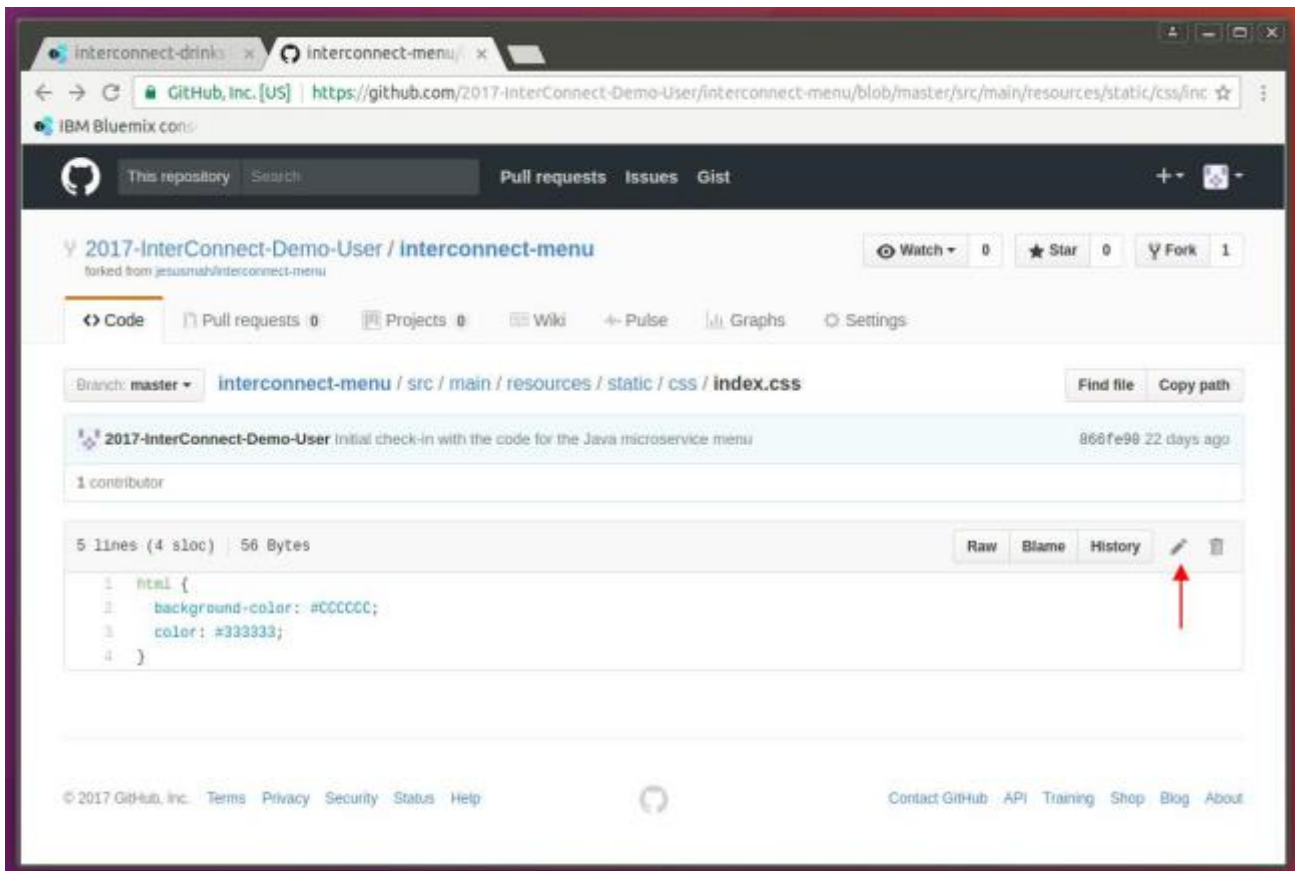 interconnect-drinks
interconnect-menu/
GitHub, Inc. [US] | https://github.com/2017-InterConnect-Demo-User/interconnect-menu/blob/master/src/main/resources/static/css/inc
IBM Bluemix cons
This repository Search Pull requests Issues Gist
2017-InterConnect-Demo-User / interconnect-menu Watch 0 Star 0 Fork 1
forked from jesusmah/interconnect-menu
<> Code Pull requests 0 Projects 0 Wiki Pulse Graphs Settings
Branch: master interconnect-menu / src / main / resources / static / css / index.css Find file Copy path
2017-InterConnect-Demo-User Initial check-in with the code for the Java microservice menu 22 days ago
1 contributor
5 lines (4 sloc) | 56 Bytes Raw Blame History
1 html {
2 background-color: #CCCCCC;
3 color: #333333;
4 }
© 2017 GitHub, Inc. Terms Privacy Security Status Help Contact GitHub API Training Shop Blog About